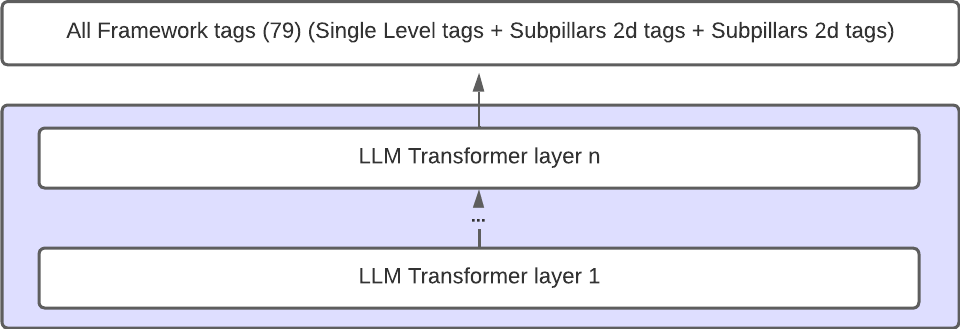 All Framework tags (79) (Single Level tags + Subpillars 2d tags + Subpillars 2d tags)
LLM Transformer layer n
...
LLM Transformer layer 1